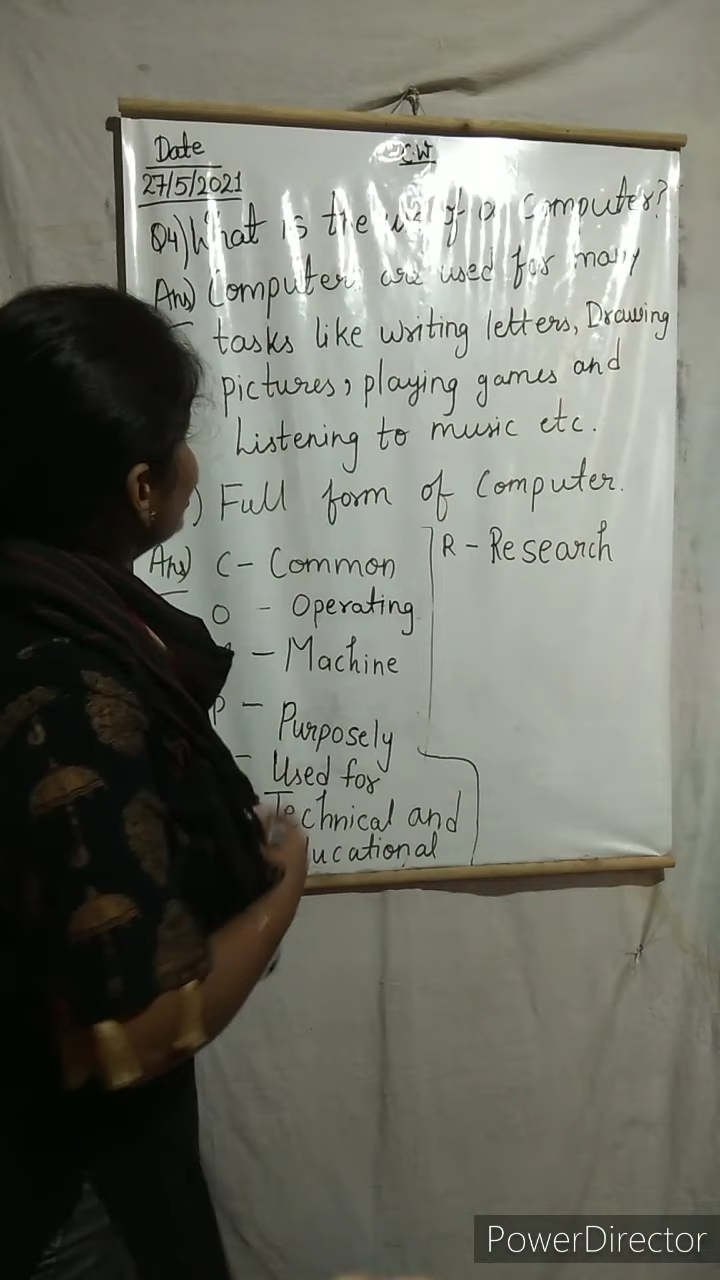 Date
C.W
27/5/2021
Q4) What is the use of a Computer?
Ans) Computer are used for many
tasks like writing letters, Drawing
pictures, playing games and
Listening to music etc.
) Full form of Computer.
Ans) C - Common
O - Operating
- Machine
P - Purposely
- Used for
Technical and
ucational
R - Research
PowerDirector